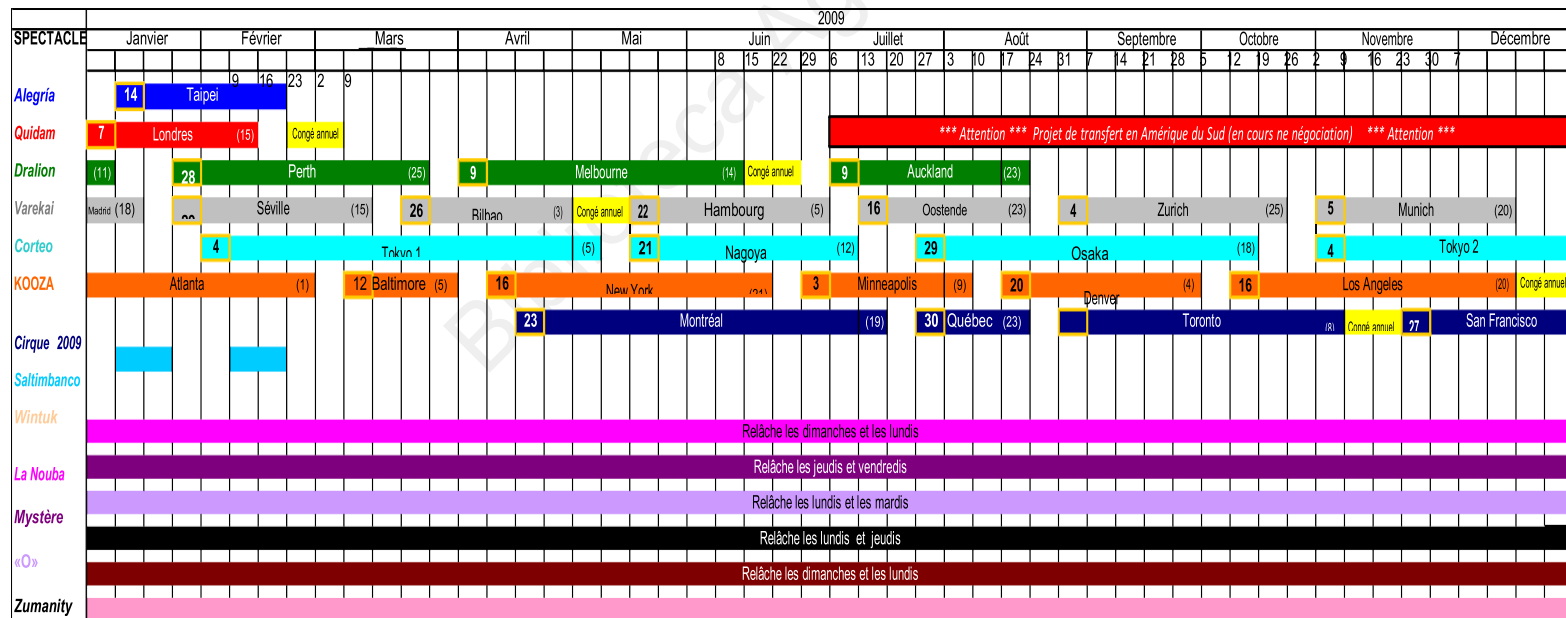 2009
SPECTACLE Janvier Février Mars Avril Mai Juin Juillet Août Septembre Octobre Novembre Décembre
8 15 22 29 6 13 20 27 3 10 17 24 31 7 14 21 28 5 12 19 26 2 9 16 23 30 7
9 16 23 2 9
Alegría 14 Taipei
Quidam 7 Londres (15) Congé annuel *** Attention *** Projet de transfert en Amérique du Sud (en cours ne négociation) *** Attention ***
Dralion (11) 28 Perth (25) 9 Melbourne (14) Congé annuel 9 Auckland (23)
Varekai Madrid (18) Séville (15) 26 Bilbao (3) Congé annuel 22 Hambourg (5) 16 Oostende (23) 4 Zurich (25) 5 Munich (20)
Corteo 4 Tokyo 1 (5) 21 Nagoya (12) 29 Osaka (18) 4 Tokyo 2
KOOZA Atlanta (1) 12 Baltimore (5) 16 New York (21) 3 Minneapolis (9) 20 Denver (4) 16 Los Angeles (20) Congé annuel
23 Montréal (19) 30 Québec (23) Toronto (8) Congé annuel 27 San Francisco
Cirque 2009
Saltimbanco
Wintuk
Relâche les dimanches et les lundis
La Nouba
Relâche les jeudis et vendredis
Relâche les lundis et les mardis
Mystère
Relâche les lundis et jeudis
«O»
Relâche les dimanches et les lundis
Zumanity